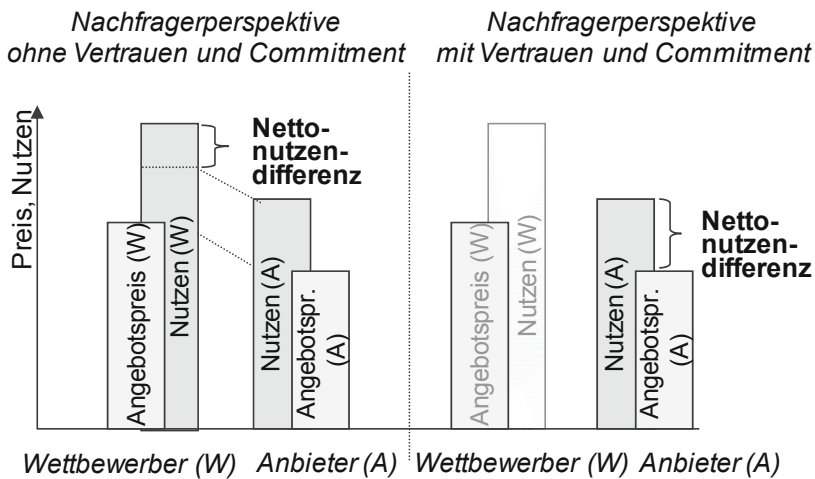 Nachfragerperspektive
ohne Vertrauen und Commitment
Nachfragerperspektive
mit Vertrauen und Commitment
Preis, Nutzen
Angebotspreis (W)
Nutzen (W)
Netto-
nutzen-
differenz
Nutzen (A)
Angebotspr.
(A)
Angebotspreis (W)
Nutzen (W)
Nutzen (A)
Angebotspr.
(A)
Netto-
nutzen-
differenz
Wettbewerber (W)
Anbieter (A)
Wettbewerber (W)
Anbieter (A)